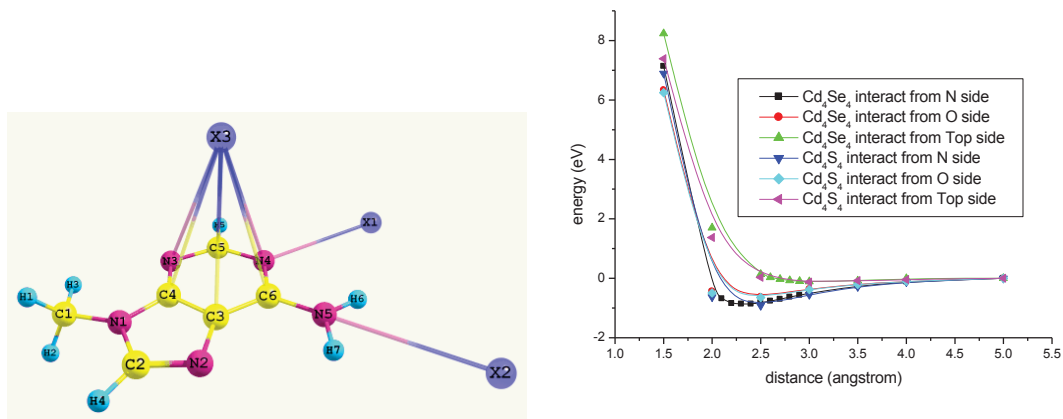 X3
H5
X1
C5
N3
N4
H3
H1
C4
C6
H6
C1
N1
C3
N5
H2
H7
C2
N2
X2
H4
8
6
4
2
0
-2
energy (eV)
Cd4Se4 interact from N side
Cd4Se4 interact from O side
Cd4Se4 interact from Top side
Cd4S4 interact from N side
Cd4S4 interact from O side
Cd4S4 interact from Top side
1.0 1.5 2.0 2.5 3.0 3.5 4.0 4.5 5.0 5.5
distance (angstrom)